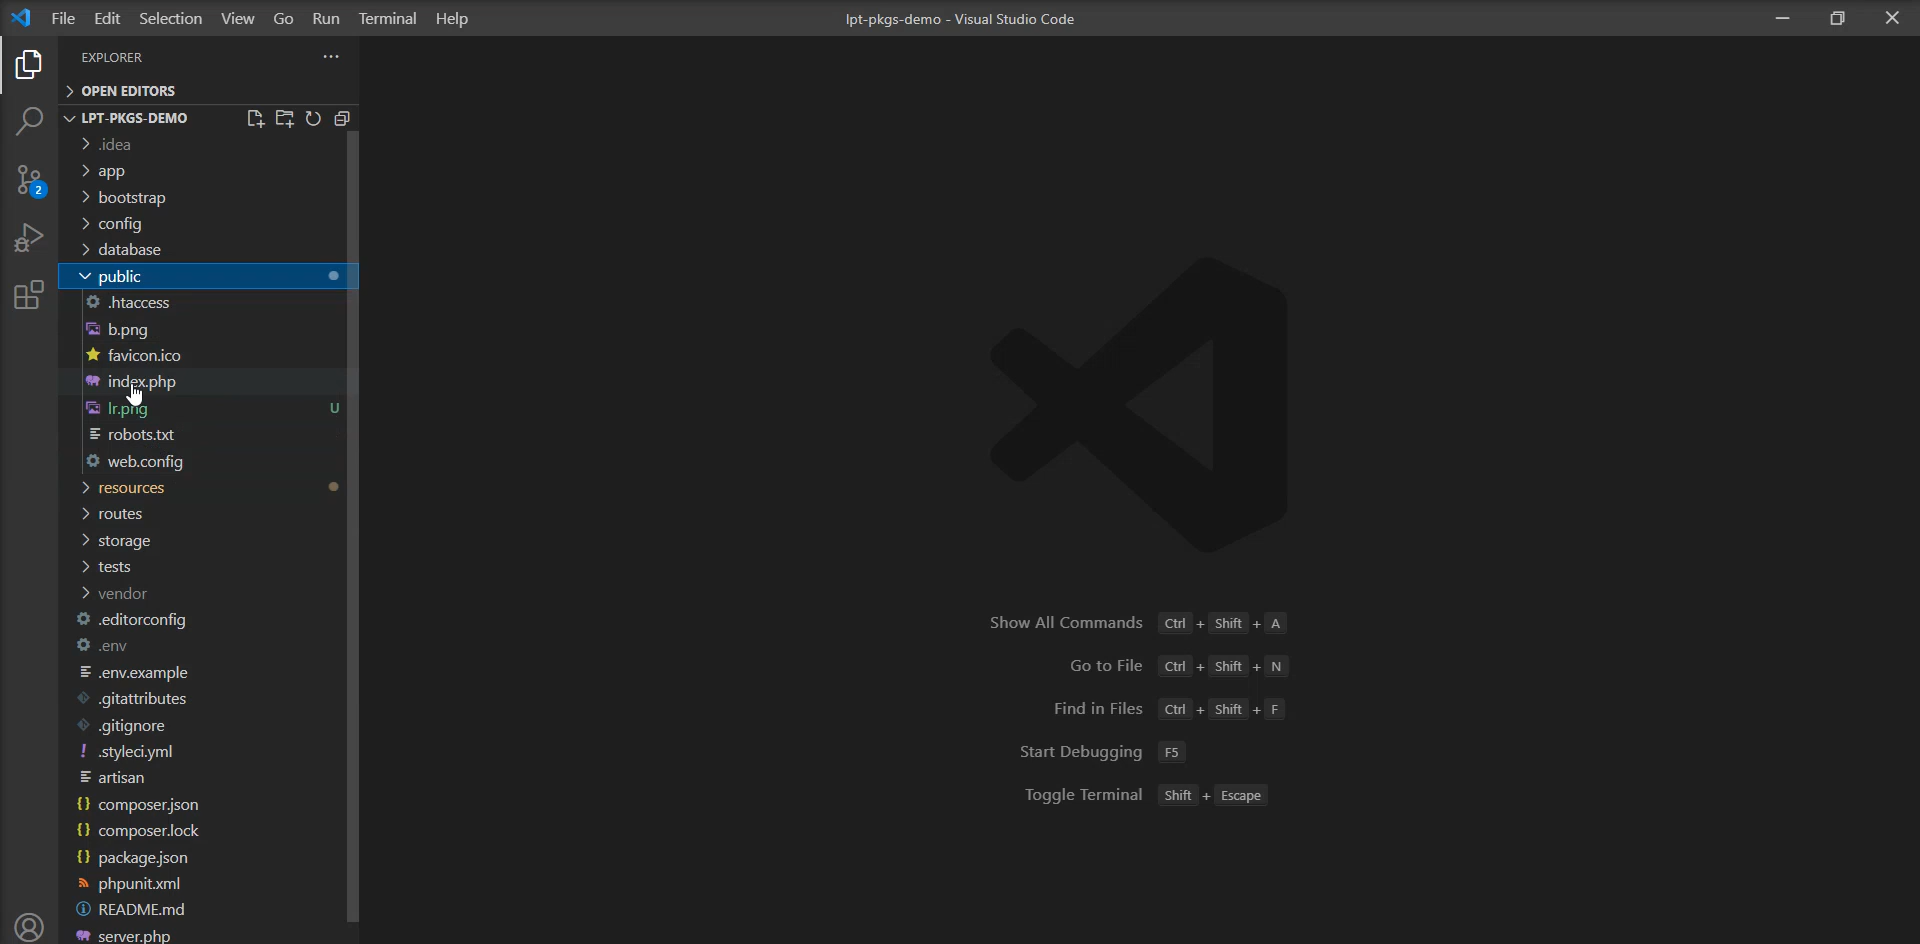 File Edit Selection View Go Run Terminal Help
lpt-pkgs-demo - Visual Studio Code
EXPLORER
OPEN EDITORS
LPT-PKGS-DEMO
.idea
app
bootstrap
config
database
public
.htaccess
b.png
favicon.ico
index.php
lr.png U
robots.txt
web.config
resources
routes
storage
tests
vendor
.editorconfig
.env
.env.example
.gitattributes
.gitignore
.styleci.yml
artisan
composer.json
composer.lock
package.json
phpunit.xml
README.md
server.php
2
Show All Commands Ctrl + Shift + A
Go to File Ctrl + Shift + N
Find in Files Ctrl + Shift + F
Start Debugging F5
Toggle Terminal Shift + Escape